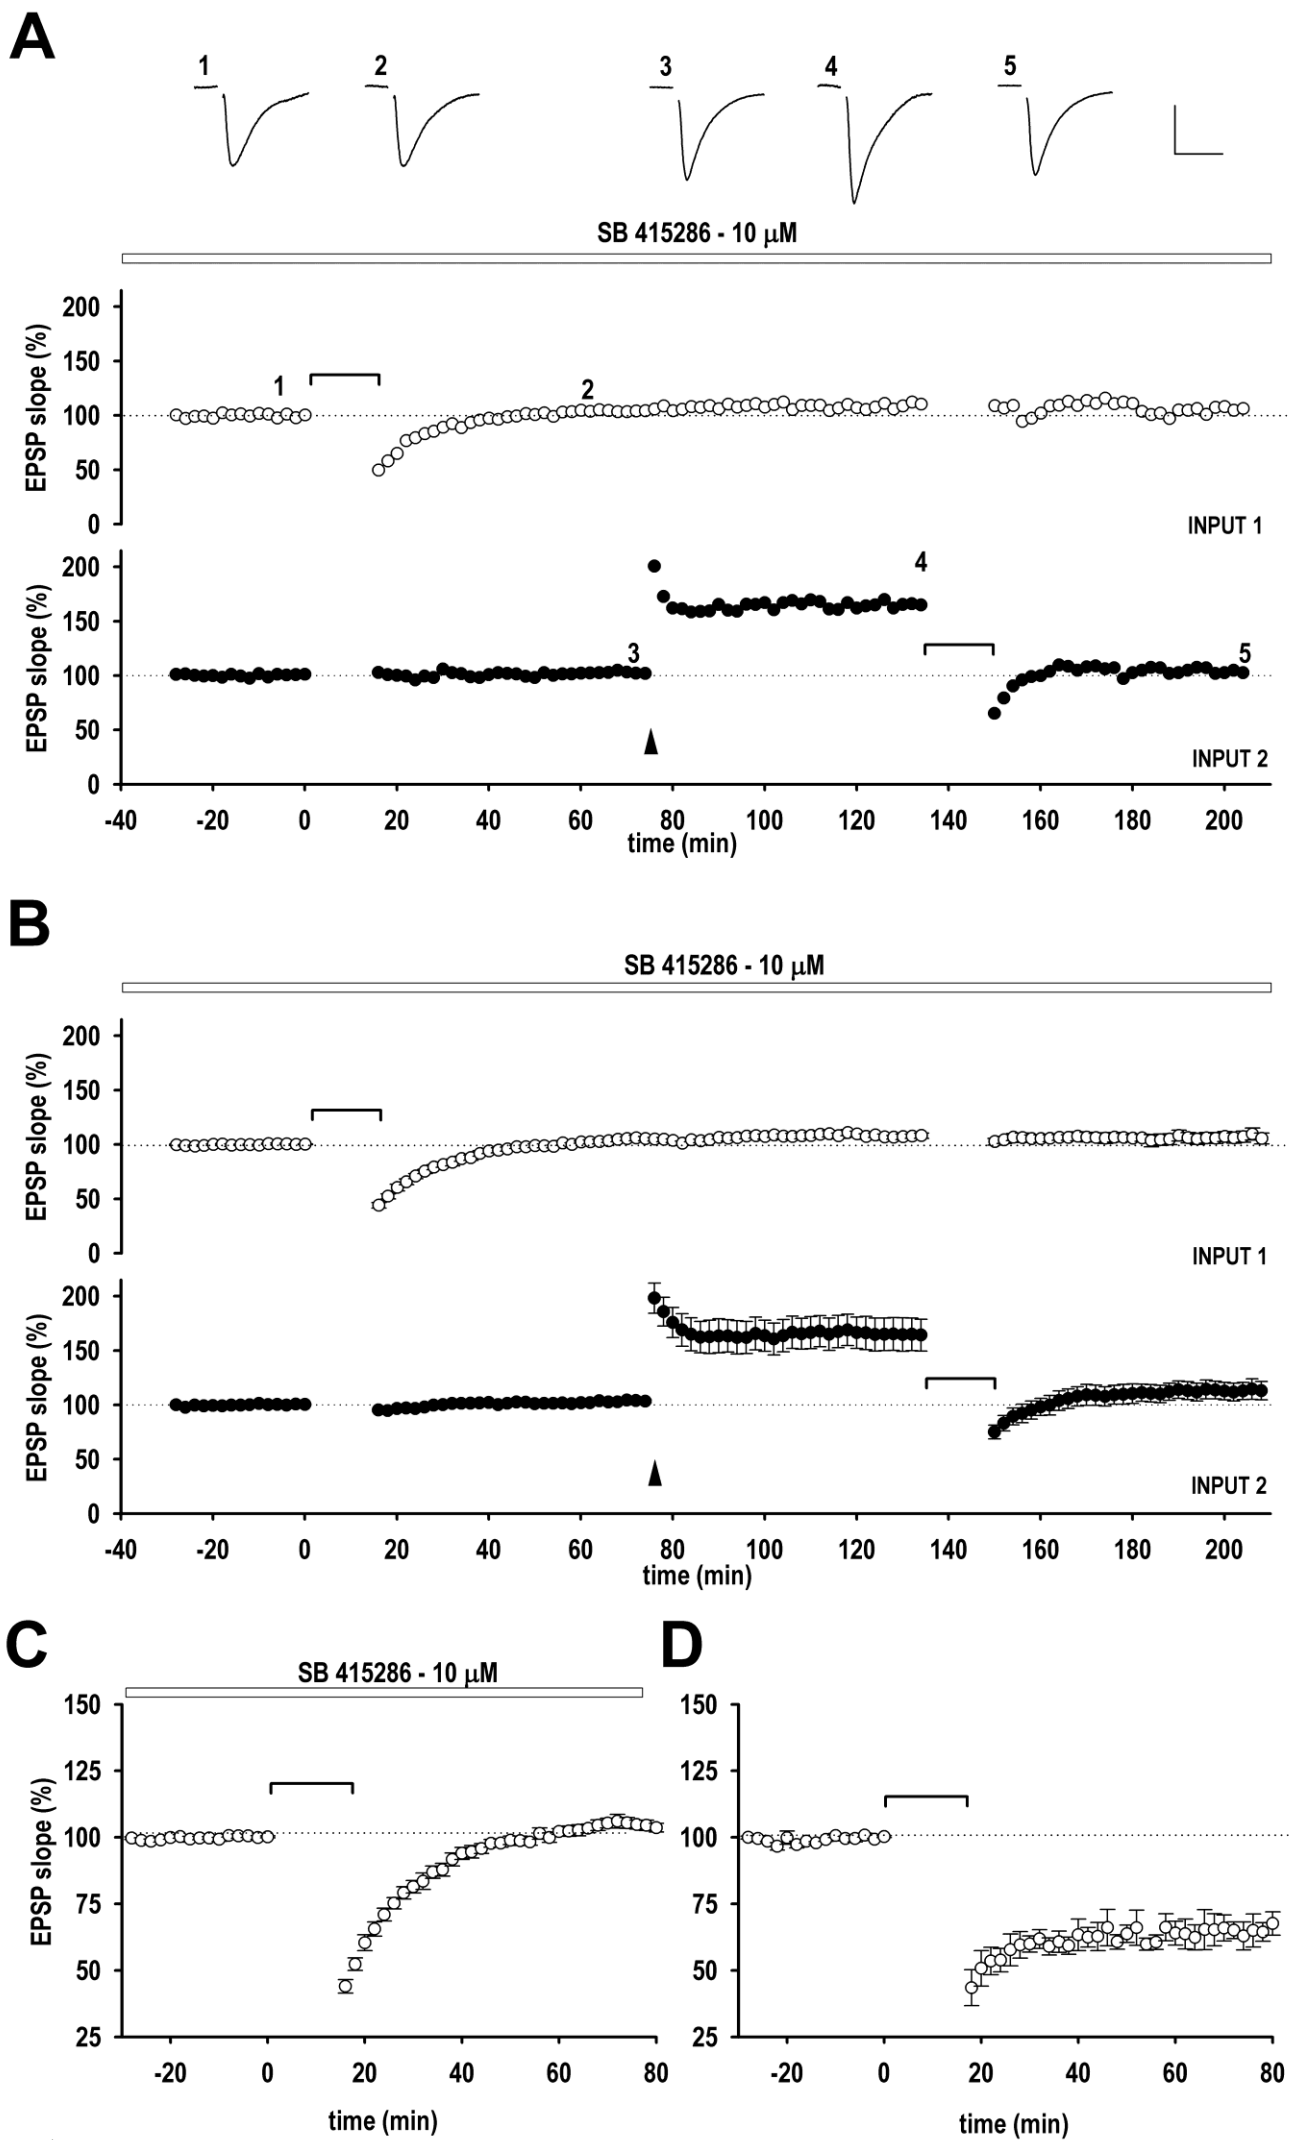 A
1 2 3 4 5
SB 415286 - 10 μM
200
150
100
50
0
EPSP slope (%)
1 2
INPUT 1
200
150
100
50
0
EPSP slope (%)
3 4 5
INPUT 2
-40 -20 0 20 40 60 80 100 120 140 160 180 200
time (min)
B
SB 415286 - 10 μM
200
150
100
50
0
EPSP slope (%)
INPUT 1
200
150
100
50
0
EPSP slope (%)
INPUT 2
-40 -20 0 20 40 60 80 100 120 140 160 180 200
time (min)
C
SB 415286 - 10 μM
150
125
100
75
50
25
EPSP slope (%)
-20 0 20 40 60 80
time (min)
D
150
125
100
75
50
25
-20 0 20 40 60 80
time (min)